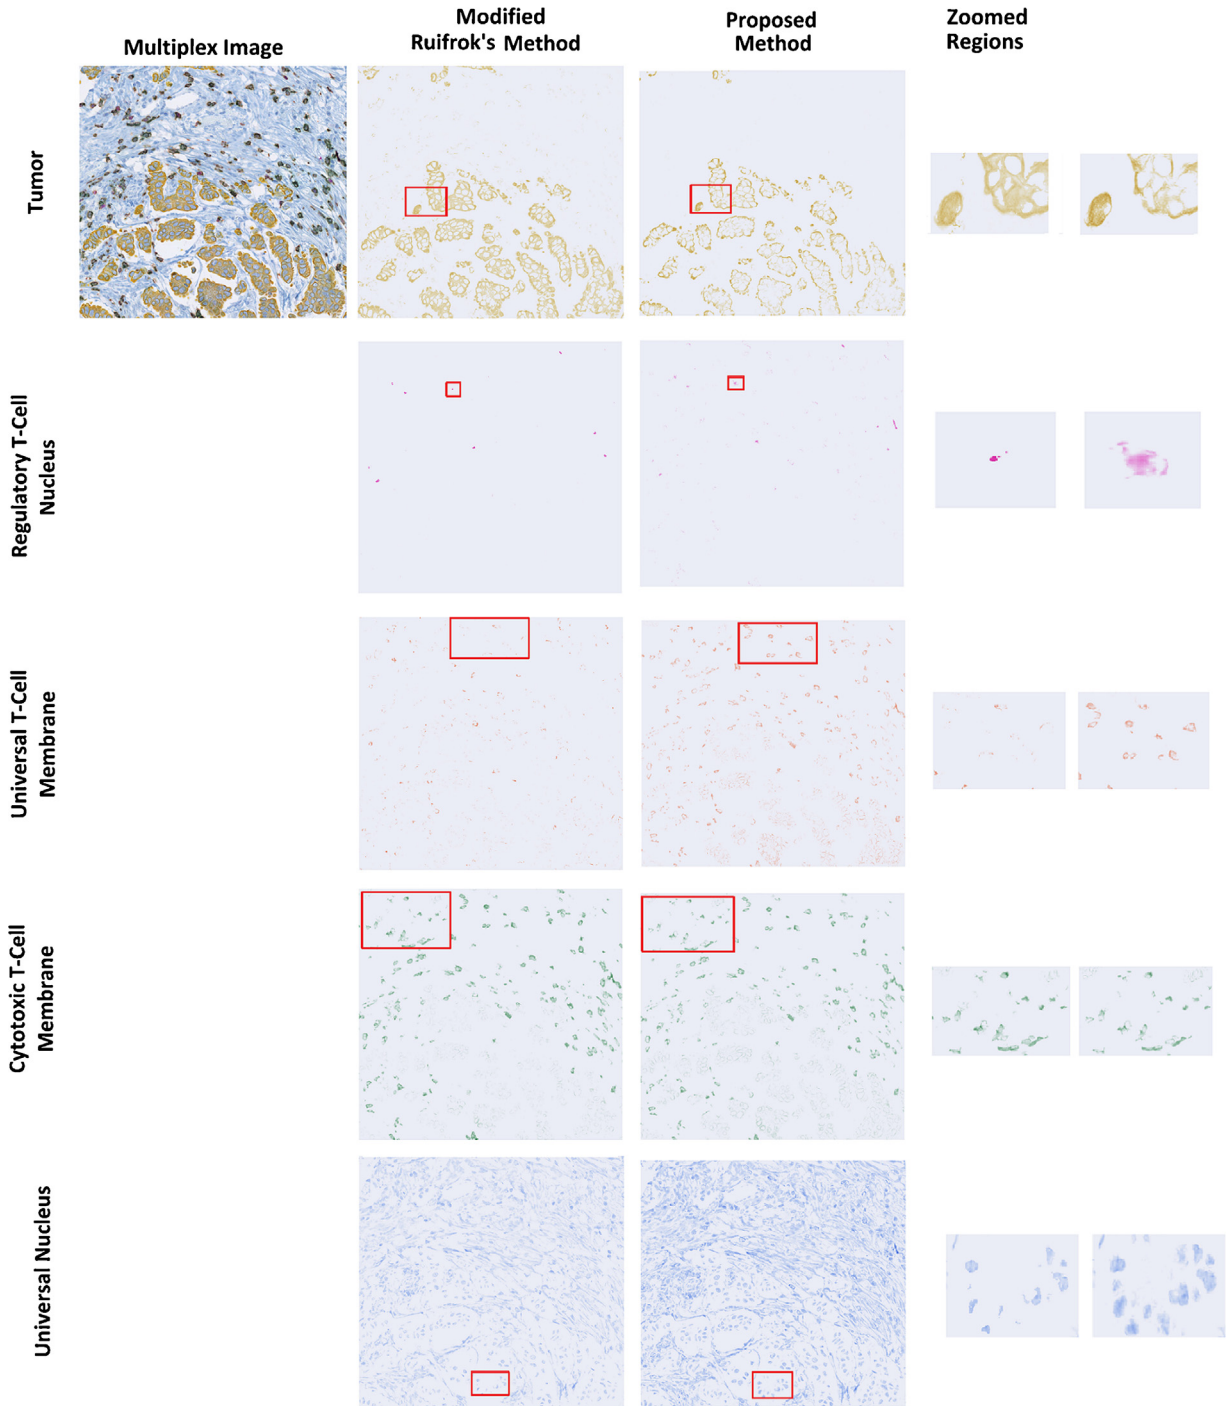 Multiplex Image
Modified
Ruifrok's Method
Proposed
Method
Zoomed
Regions
Tumor
Regulatory T-Cell
Nucleus
Universal T-Cell
Membrane
Cytotoxic T-Cell
Membrane
Universal Nucleus